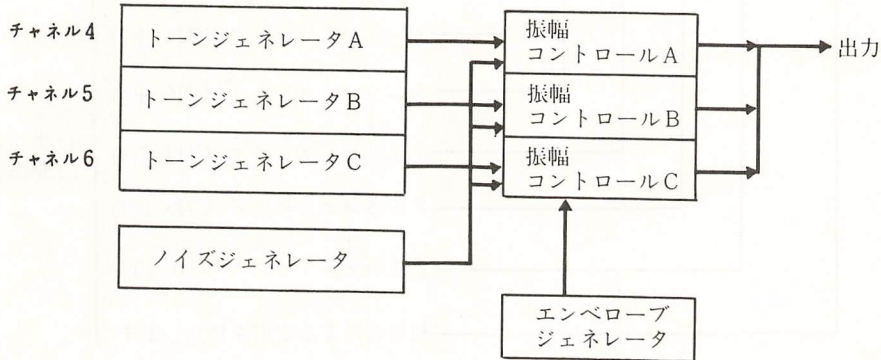 チャネル4
トーンジェネレータA
振幅
コントロールA
出力
チャネル5
トーンジェネレータB
振幅
コントロールB
チャネル6
トーンジェネレータC
振幅
コントロールC
ノイズジェネレータ
エンベローブ
ジェネレータ